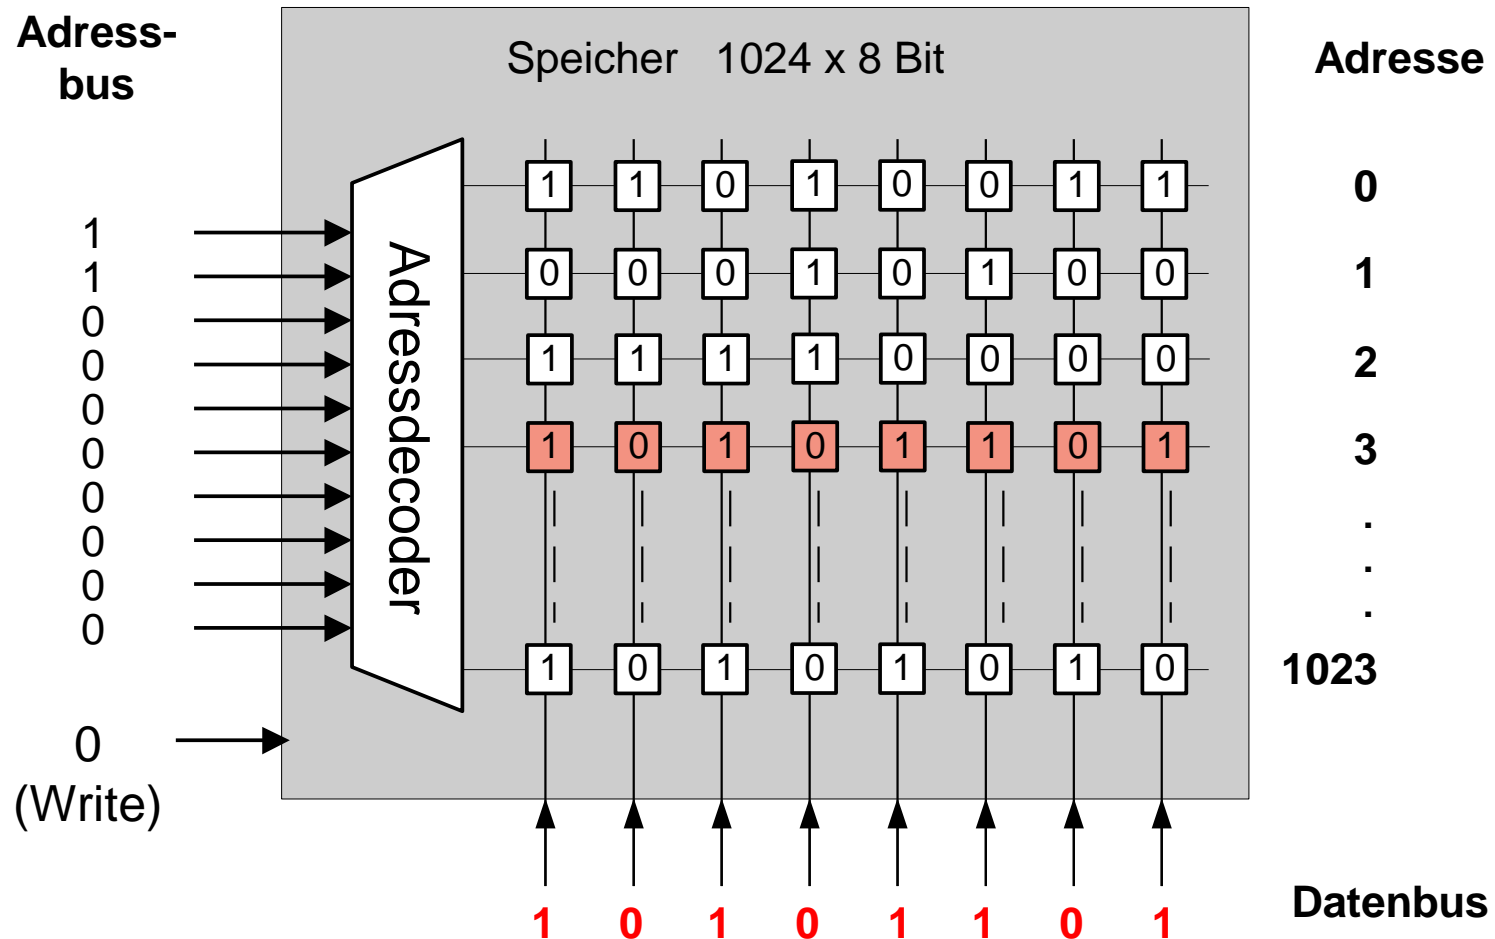 Adress-
bus
Speicher 1024 x 8 Bit
Adresse
1 1 0 1 0 0 1 1 0
1
0 0 0 1 0 1 0 0 1
1
0
1 1 1 1 0 0 0 0 2
0
0
1 0 1 0 1 1 0 1 3
0
0
.
0
.
0
.
0
1 0 1 0 1 0 1 0 1023
Adressdecoder
0
(Write)
1 0 1 0 1 1 0 1
Datenbus